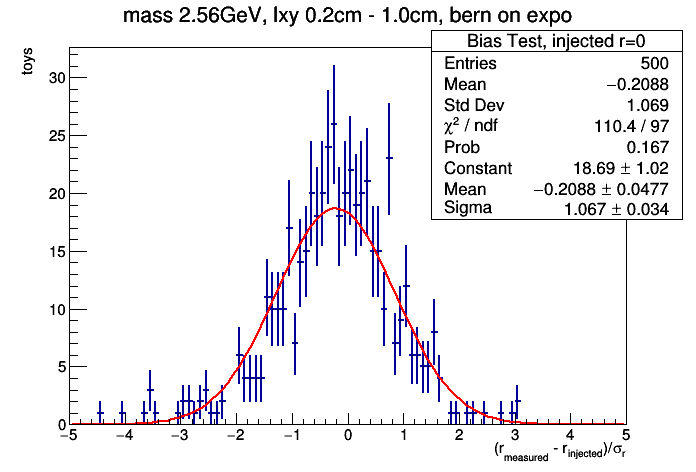 mass 2.56GeV, lxy 0.2cm - 1.0cm, bern on expo
Bias Test, injected r=0
Entries 500
Mean −0.2088
Std Dev 1.069
χ² / ndf 110.4 / 97
Prob 0.167
Constant 18.69 ± 1.02
Mean −0.2088 ± 0.0477
Sigma 1.067 ± 0.034
toys
30
25
20
15
10
5
0
−5 −4 −3 −2 −1 0 1 2 3 4 5
(r_measured - r_injected)/σ_r